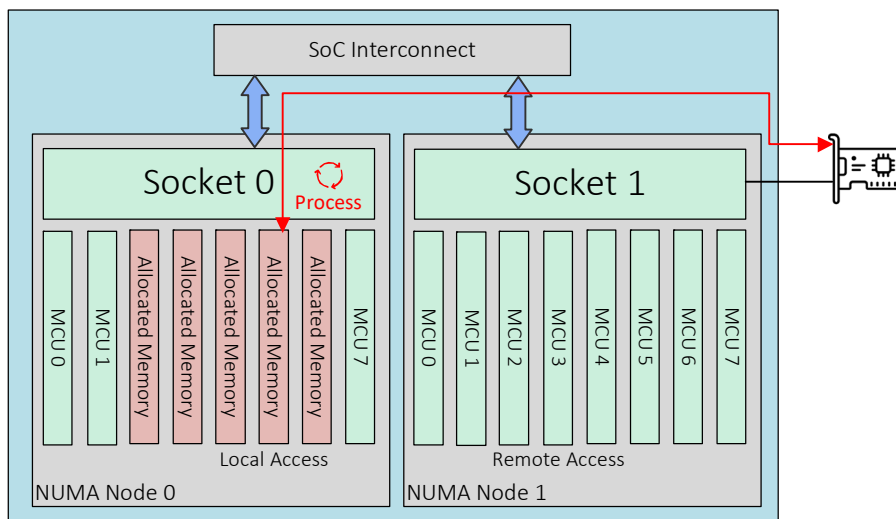 SoC Interconnect
Socket 0
Process
MCU 0
MCU 1
Allocated Memory
Allocated Memory
Allocated Memory
Allocated Memory
Allocated Memory
MCU 7
Local Access
NUMA Node 0
Socket 1
MCU 0
MCU 1
MCU 2
MCU 3
MCU 4
MCU 5
MCU 6
MCU 7
Remote Access
NUMA Node 1